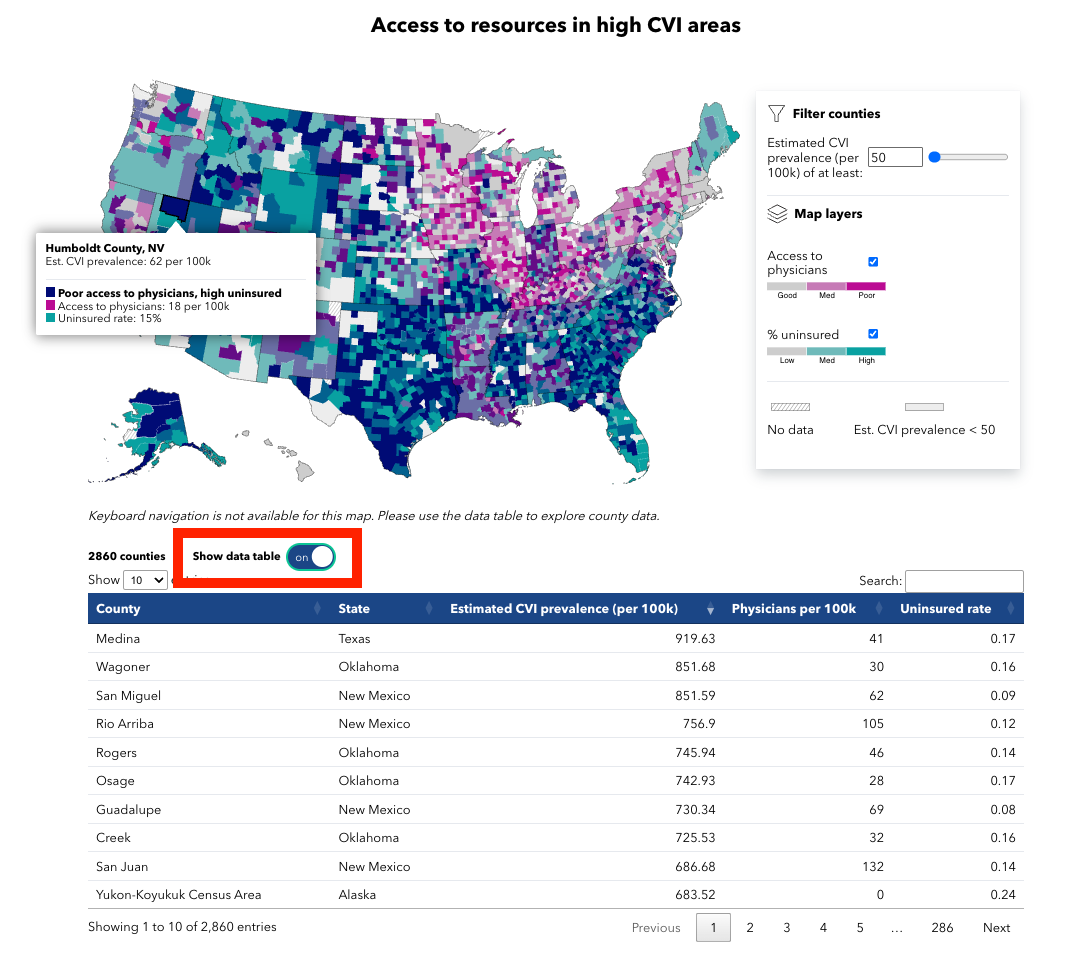 Access to resources in high CVI areas
Filter counties
Estimated CVI
prevalence (per
100k) of at least:
50
Map layers
Access to
physicians
Good Med Poor
% uninsured
Low Med High
No data Est. CVI prevalence < 50
Humboldt County, NV
Est. CVI prevalence: 62 per 100k
Poor access to physicians, high uninsured
Access to physicians: 18 per 100k
Uninsured rate: 15%
Keyboard navigation is not available for this map. Please use the data table to explore county data.
2860 counties Show data table on
Show 10
Search:
County State Estimated CVI prevalence (per 100k) Physicians per 100k Uninsured rate
Medina Texas 919.63 41 0.17
Wagoner Oklahoma 851.68 30 0.16
San Miguel New Mexico 851.59 62 0.09
Rio Arriba New Mexico 756.9 105 0.12
Rogers Oklahoma 745.94 46 0.14
Osage Oklahoma 742.93 28 0.17
Guadalupe New Mexico 730.34 69 0.08
Creek Oklahoma 725.53 32 0.16
San Juan New Mexico 686.68 132 0.14
Yukon-Koyukuk Census Area Alaska 683.52 0 0.24
Showing 1 to 10 of 2,860 entries Previous 1 2 3 4 5 ... 286 Next